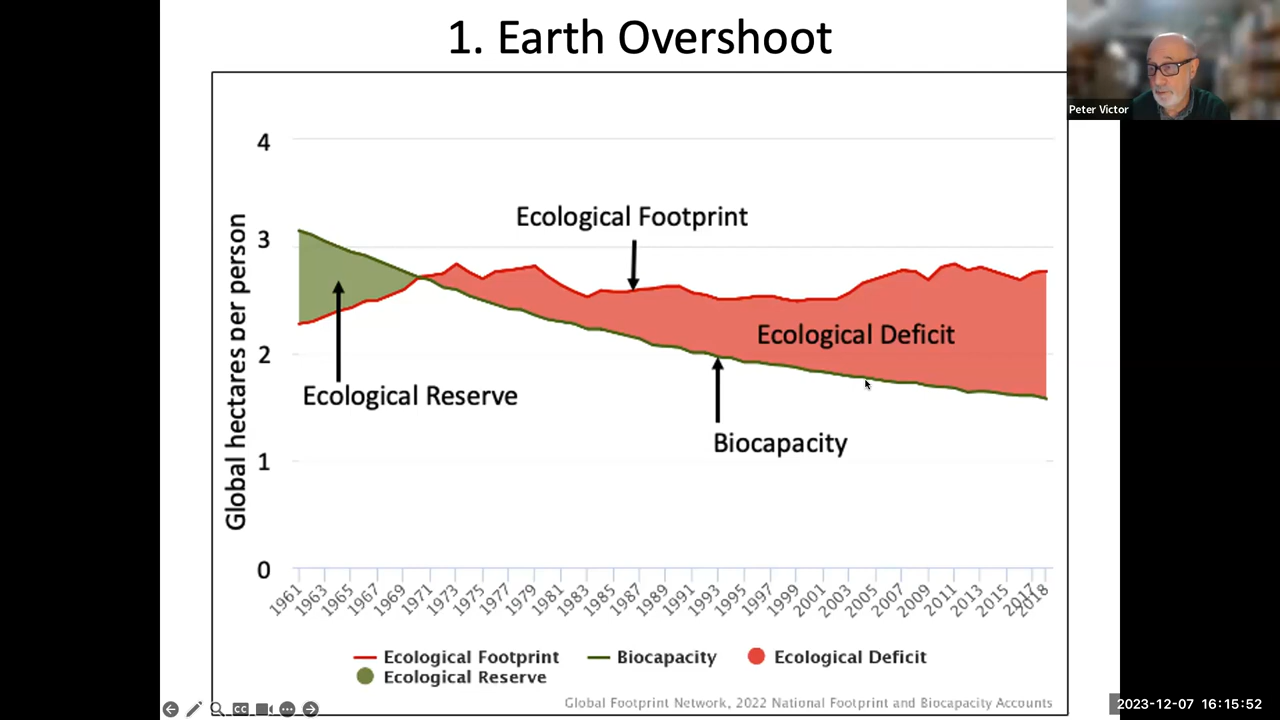 1. Earth Overshoot
Peter Victor
4
3
2
1
0
Global hectares per person
Ecological Footprint
Ecological Deficit
Ecological Reserve
Biocapacity
1961
1963
1965
1967
1969
1971
1973
1975
1977
1979
1981
1983
1985
1987
1989
1991
1993
1995
1997
1999
2001
2003
2005
2007
2009
2011
2013
2015
2017
2018
Ecological Footprint
Biocapacity
Ecological Deficit
Ecological Reserve
Global Footprint Network, 2022 National Footprint and Biocapacity Accounts
CC
2023-12-07 16:15:52